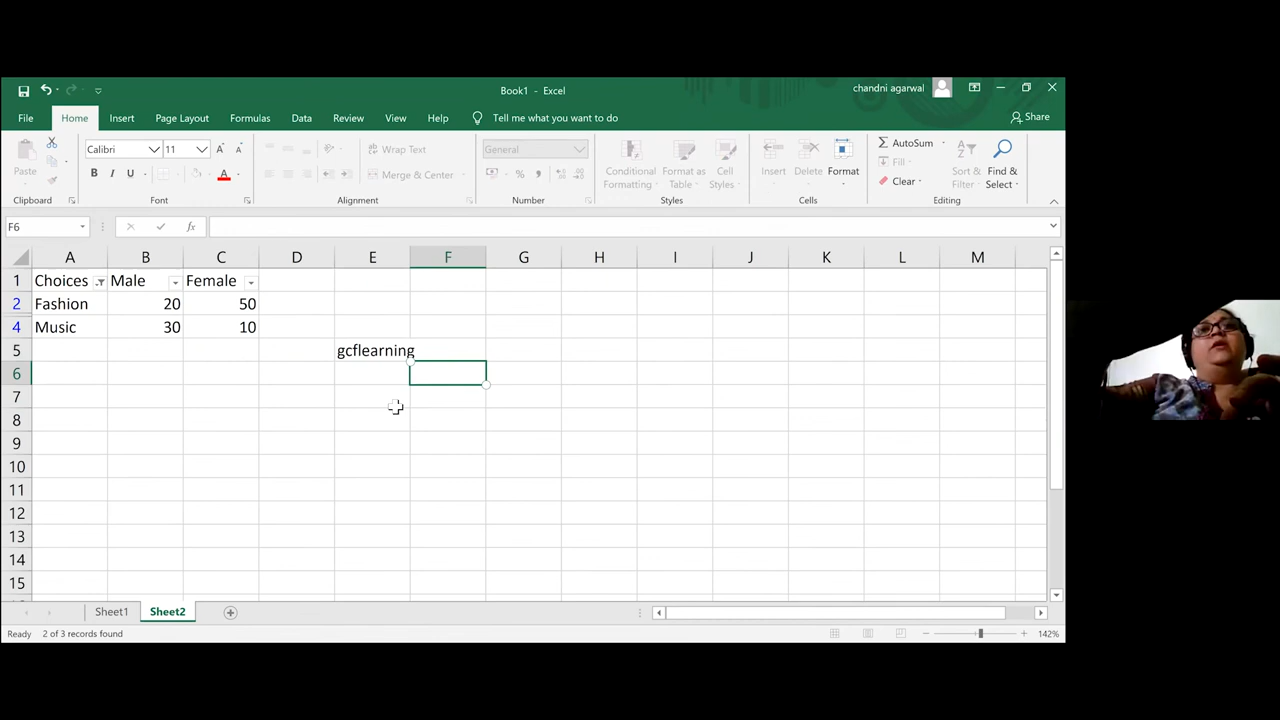 Book1 - Excel
chandni agarwal
File Home Insert Page Layout Formulas Data Review View Help Tell me what you want to do Share
Paste
Calibri 11
B I U A
Wrap Text
Merge & Center
General
% ,
Conditional Formatting
Format as Table
Cell Styles
Insert Delete Format
AutoSum
Fill
Clear
Sort & Filter
Find & Select
Clipboard Font Alignment Number Styles Cells Editing
F6 fx
A B C D E F G H I J K L M
1 Choices Male Female
2 Fashion 20 50
4 Music 30 10
5 gcflearning
6
7
8
9
10
11
12
13
14
15
Sheet1 Sheet2
Ready 2 of 3 records found 142%